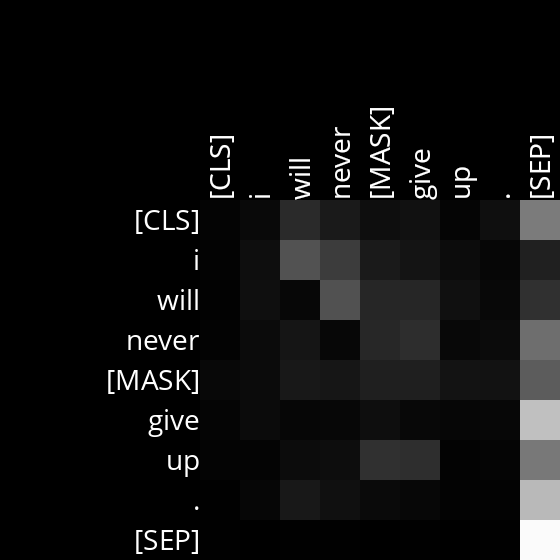 [CLS] i will never [MASK] give up . [SEP]
[CLS]
i
will
never
[MASK]
give
up
.
[SEP]